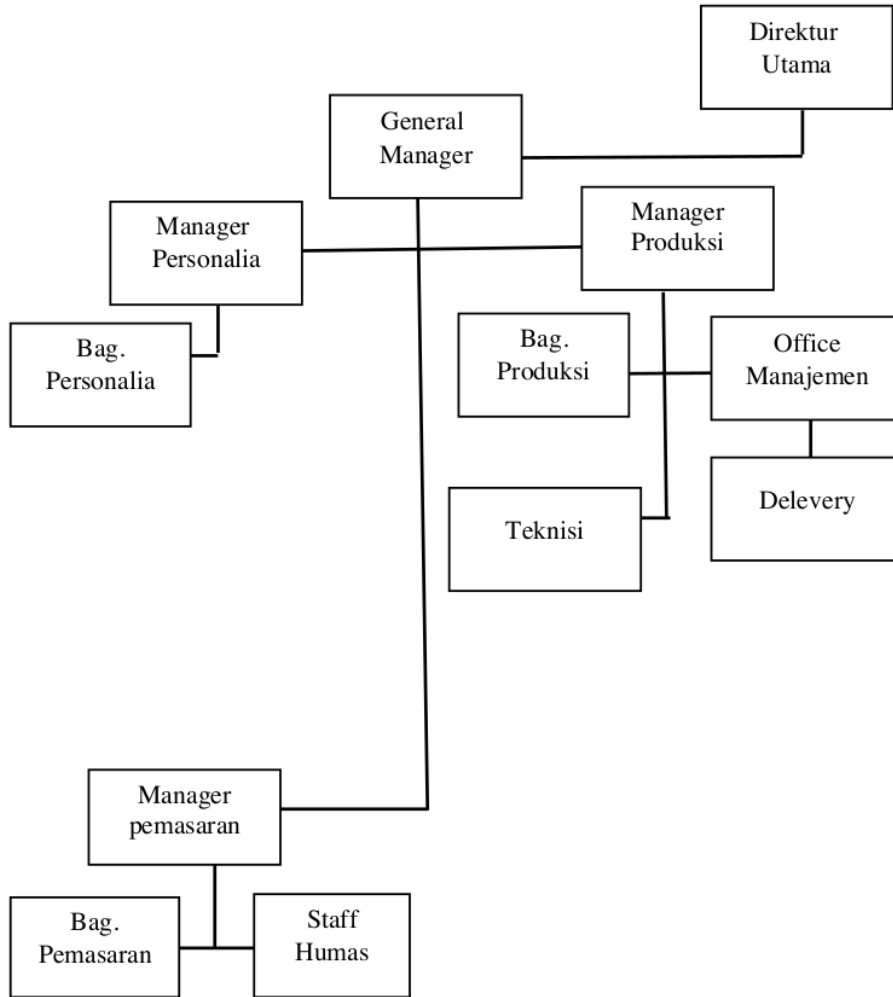 Direktur
Utama
General
Manager
Manager
Personalia
Manager
Produksi
Bag.
Personalia
Bag.
Produksi
Office
Manajemen
Teknisi
Delevery
Manager
pemasaran
Bag.
Pemasaran
Staff
Humas